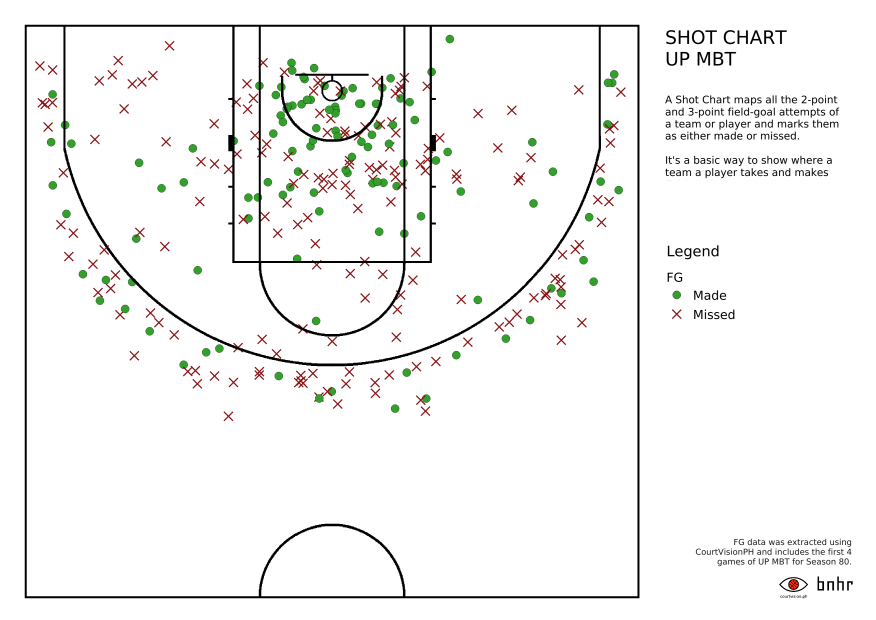 SHOT CHART
UP MBT
A Shot Chart maps all the 2-point
and 3-point field-goal attempts of
a team or player and marks them
as either made or missed.
It's a basic way to show where a
team a player takes and makes
Legend
FG
Made
Missed
FG data was extracted using
CourtVisionPH and includes the first 4
games of UP MBT for Season 80.
courtvision.ph
bnhr